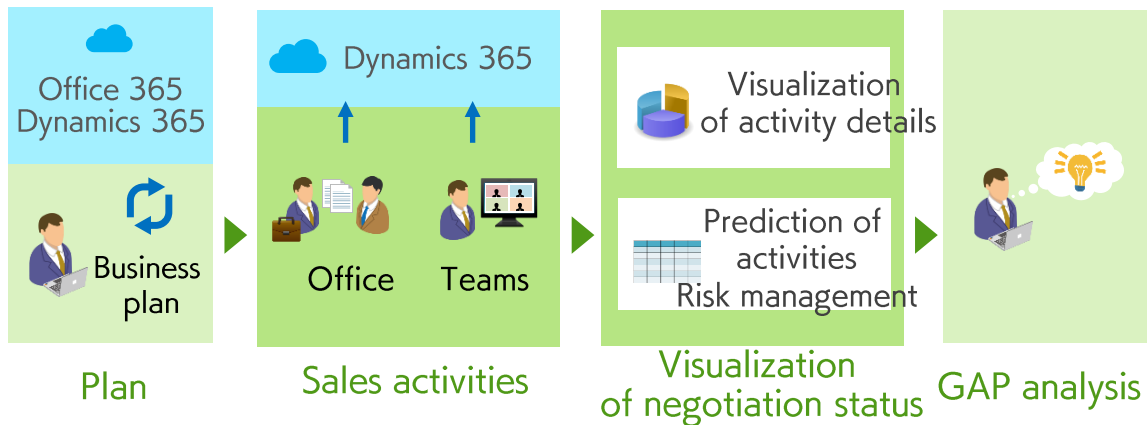 Office 365
Dynamics 365
Business
plan
Plan
Dynamics 365
Office
Teams
Sales activities
Visualization
of activity details
Prediction of
activities
Risk management
Visualization
of negotiation status
GAP analysis